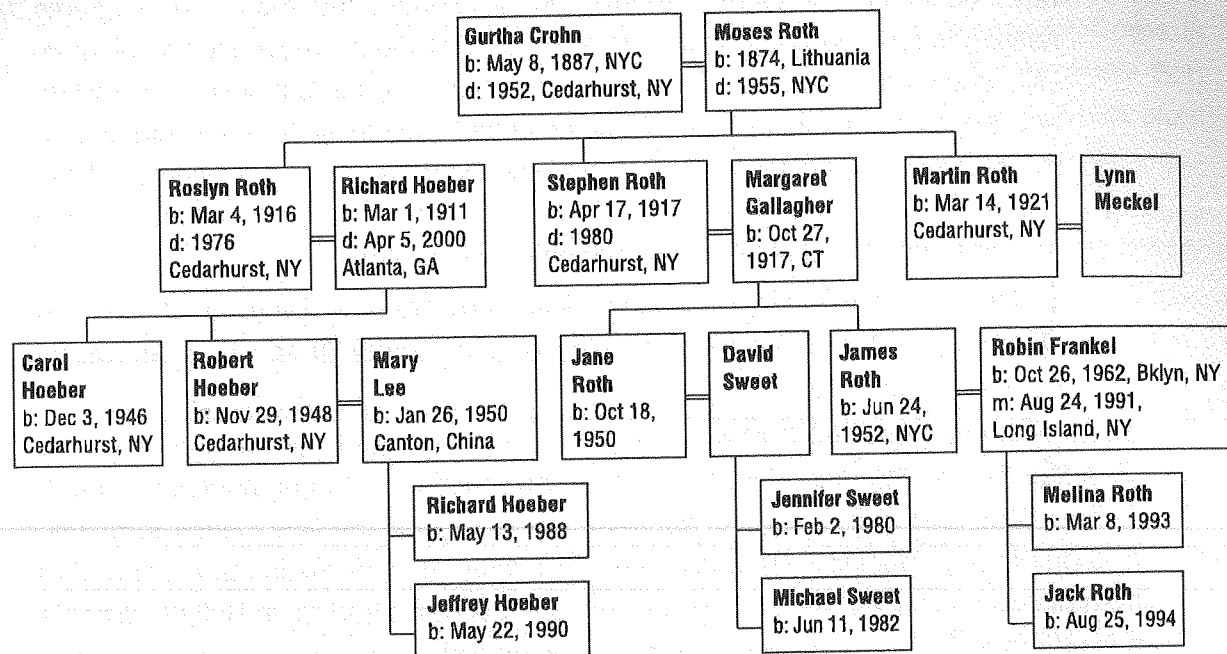 Gurtha Crohn
b: May 8, 1887, NYC
d: 1952, Cedarhurst, NY
Moses Roth
b: 1874, Lithuania
d: 1955, NYC
Roslyn Roth
b: Mar 4, 1916
d: 1976
Cedarhurst, NY
Richard Hoeber
b: Mar 1, 1911
d: Apr 5, 2000
Atlanta, GA
Stephen Roth
b: Apr 17, 1917
d: 1980
Cedarhurst, NY
Margaret
Gallagher
b: Oct 27,
1917, CT
Martin Roth
b: Mar 14, 1921
Cedarhurst, NY
Lynn
Meckel
Carol
Hoeber
b: Dec 3, 1946
Cedarhurst, NY
Robert
Hoeber
b: Nov 29, 1948
Cedarhurst, NY
Mary
Lee
b: Jan 26, 1950
Canton, China
Jane
Roth
b: Oct 18,
1950
David
Sweet
James
Roth
b: Jun 24,
1952, NYC
Robin Frankel
b: Oct 26, 1962, Bklyn, NY
m: Aug 24, 1991,
Long Island, NY
Richard Hoeber
b: May 13, 1988
Jeffrey Hoeber
b: May 22, 1990
Jennifer Sweet
b: Feb 2, 1980
Michael Sweet
b: Jun 11, 1982
Melina Roth
b: Mar 8, 1993
Jack Roth
b: Aug 25, 1994